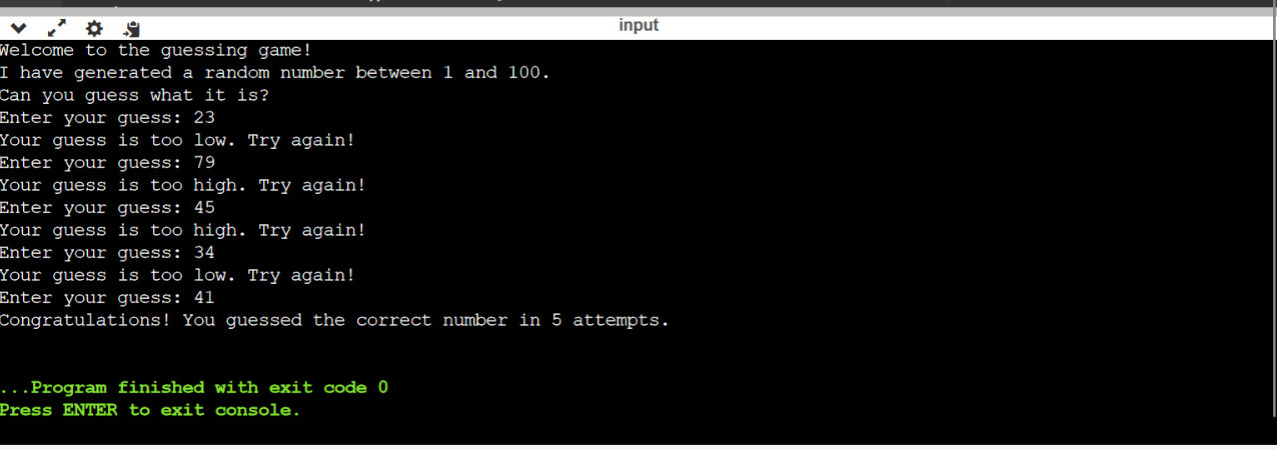 input
Welcome to the guessing game!
I have generated a random number between 1 and 100.
Can you guess what it is?
Enter your guess: 23
Your guess is too low. Try again!
Enter your guess: 79
Your guess is too high. Try again!
Enter your guess: 45
Your guess is too high. Try again!
Enter your guess: 34
Your guess is too low. Try again!
Enter your guess: 41
Congratulations! You guessed the correct number in 5 attempts.
...Program finished with exit code 0
Press ENTER to exit console.